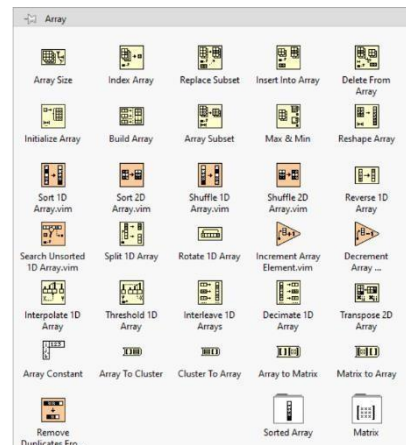 Array
Array Size
Index Array
Replace Subset
Insert Into Array
Delete From
Array
Initialize Array
Build Array
Array Subset
Max & Min
Reshape Array
Sort 1D
Array.vim
Sort 2D
Array.vim
Shuffle 1D
Array.vim
Shuffle 2D
Array.vim
Reverse 1D
Array
Search Unsorted
1D Array.vim
Split 1D Array
Rotate 1D Array
Increment Array
Element.vim
Decrement
Array ...
Interpolate 1D
Array
Threshold 1D
Array
Interleave 1D
Arrays
Decimate 1D
Array
Transpose 2D
Array
Array Constant
Array To Cluster
Cluster To Array
Array to Matrix
Matrix to Array
Remove
Duplicates Fro...
Sorted Array
Matrix